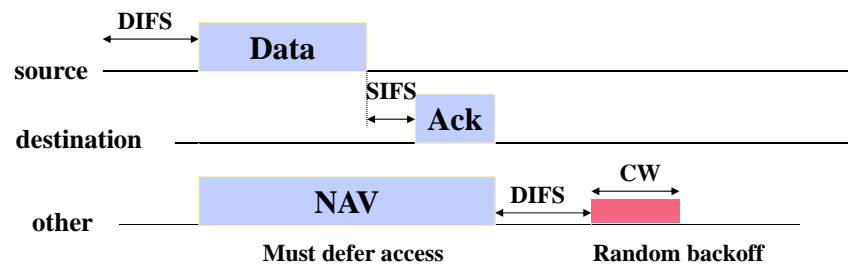 DIFS
Data
source
SIFS
Ack
destination
CW
DIFS
NAV
other
Must defer access
Random backoff